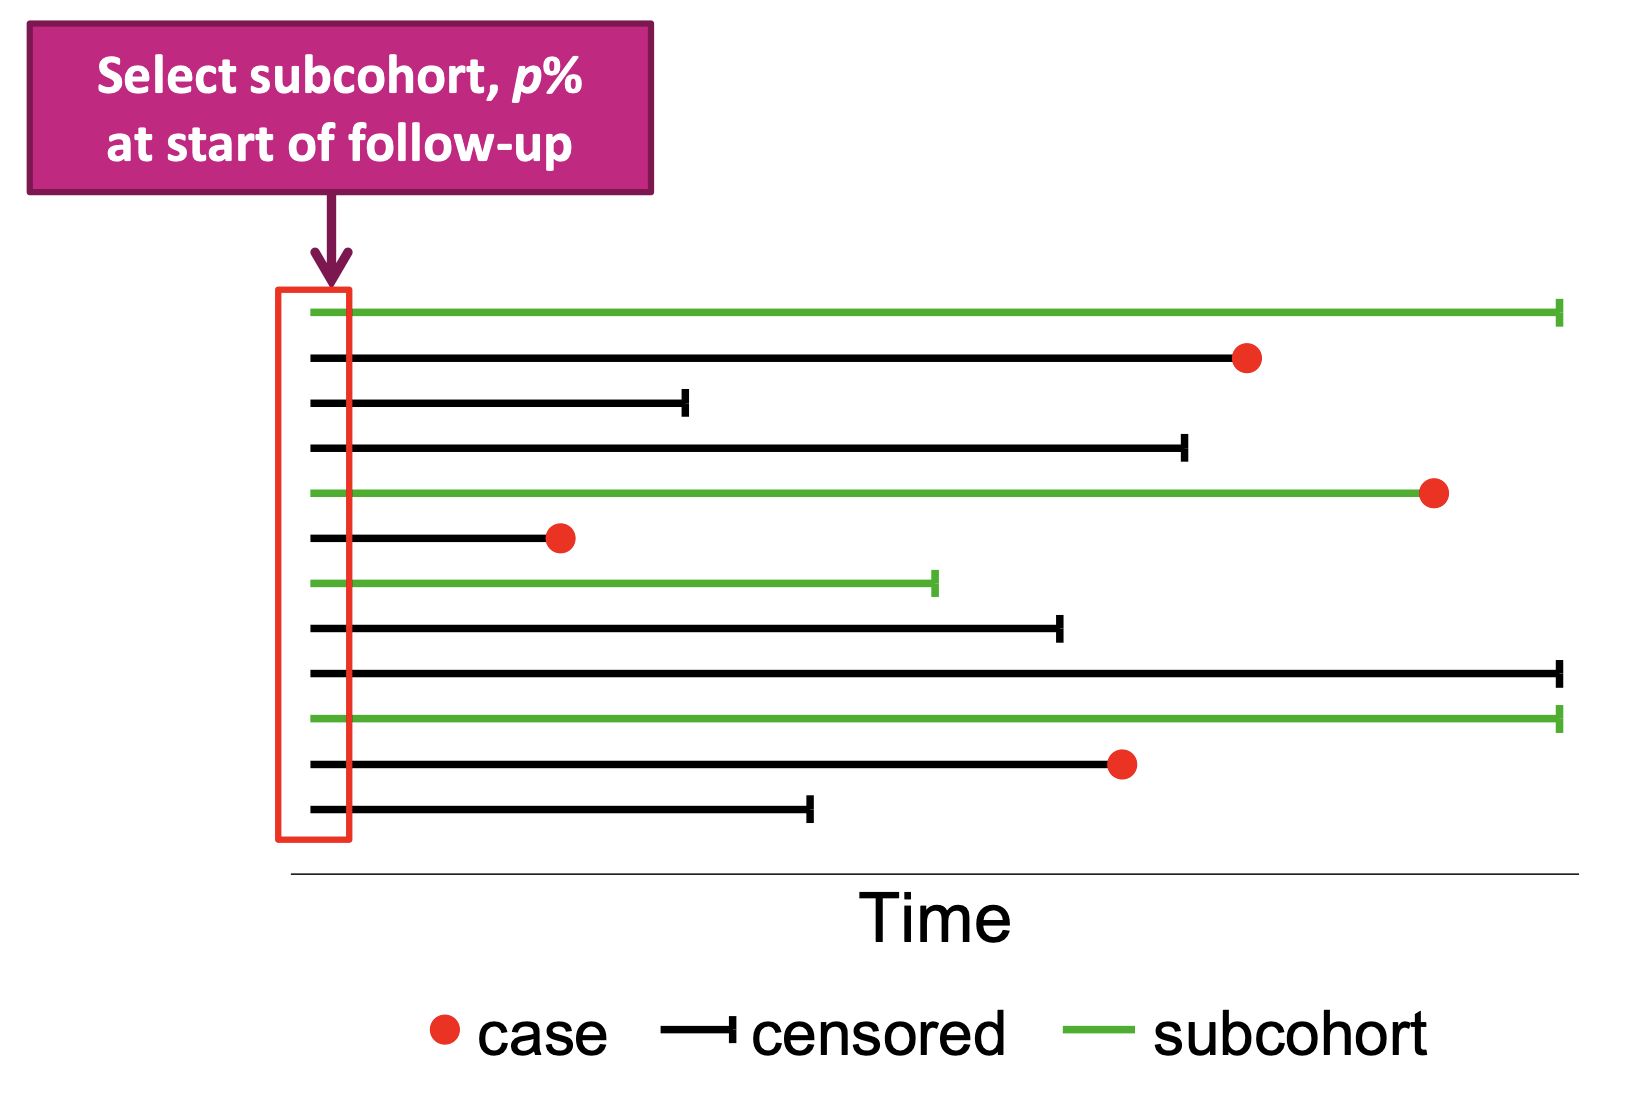 Select subcohort, p%
at start of follow-up
Time
case censored subcohort